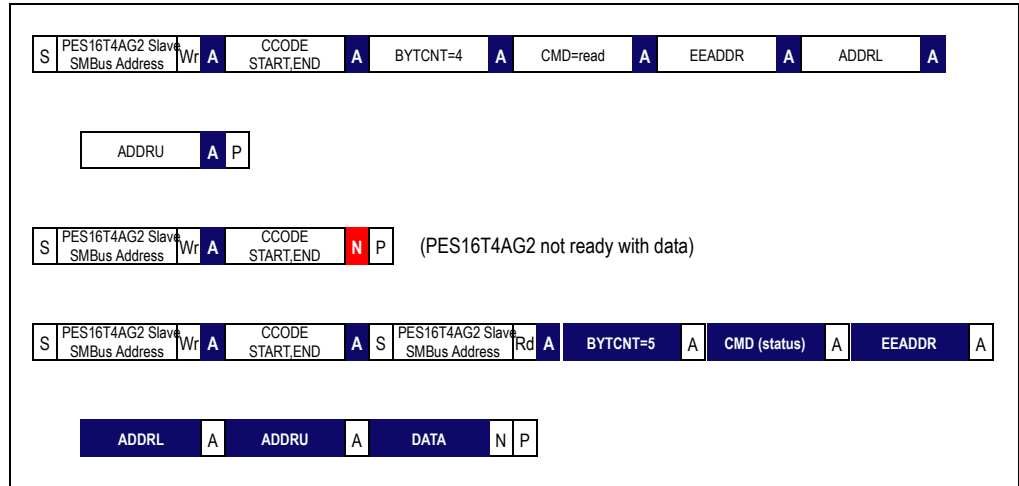 S PES16T4AG2 Slave SMBus Address Wr A CCODE START,END A BYTCNT=4 A CMD=read A EEADDR A ADDRL A
ADDRU A P
S PES16T4AG2 Slave SMBus Address Wr A CCODE START,END N P (PES16T4AG2 not ready with data)
S PES16T4AG2 Slave SMBus Address Wr A CCODE START,END A S PES16T4AG2 Slave SMBus Address Rd A BYTCNT=5 A CMD (status) A EEADDR A
ADDRL A ADDRU A DATA N P